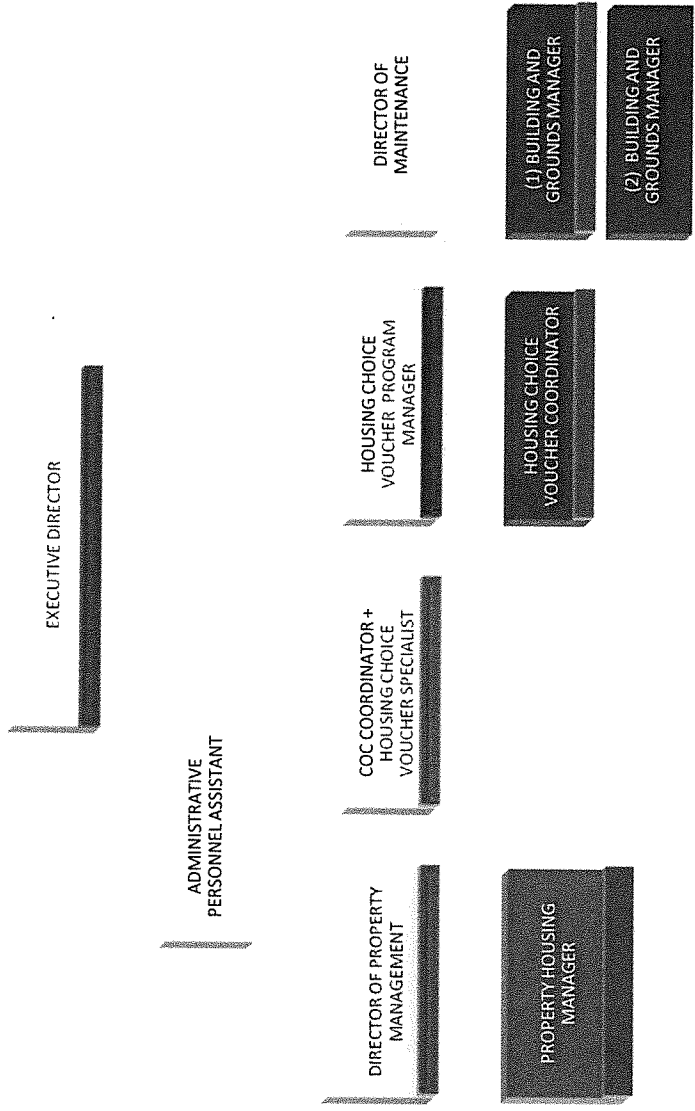 EXECUTIVE DIRECTOR
ADMINISTRATIVE
PERSONNEL ASSISTANT
DIRECTOR OF PROPERTY
MANAGEMENT
COC COORDINATOR +
HOUSING CHOICE
VOUCHER SPECIALIST
HOUSING CHOICE
VOUCHER PROGRAM
MANAGER
DIRECTOR OF
MAINTENANCE
PROPERTY HOUSING
MANAGER
HOUSING CHOICE
VOUCHER COORDINATOR
(1) BUILDING AND
GROUNDS MANAGER
(2) BUILDING AND
GROUNDS MANAGER